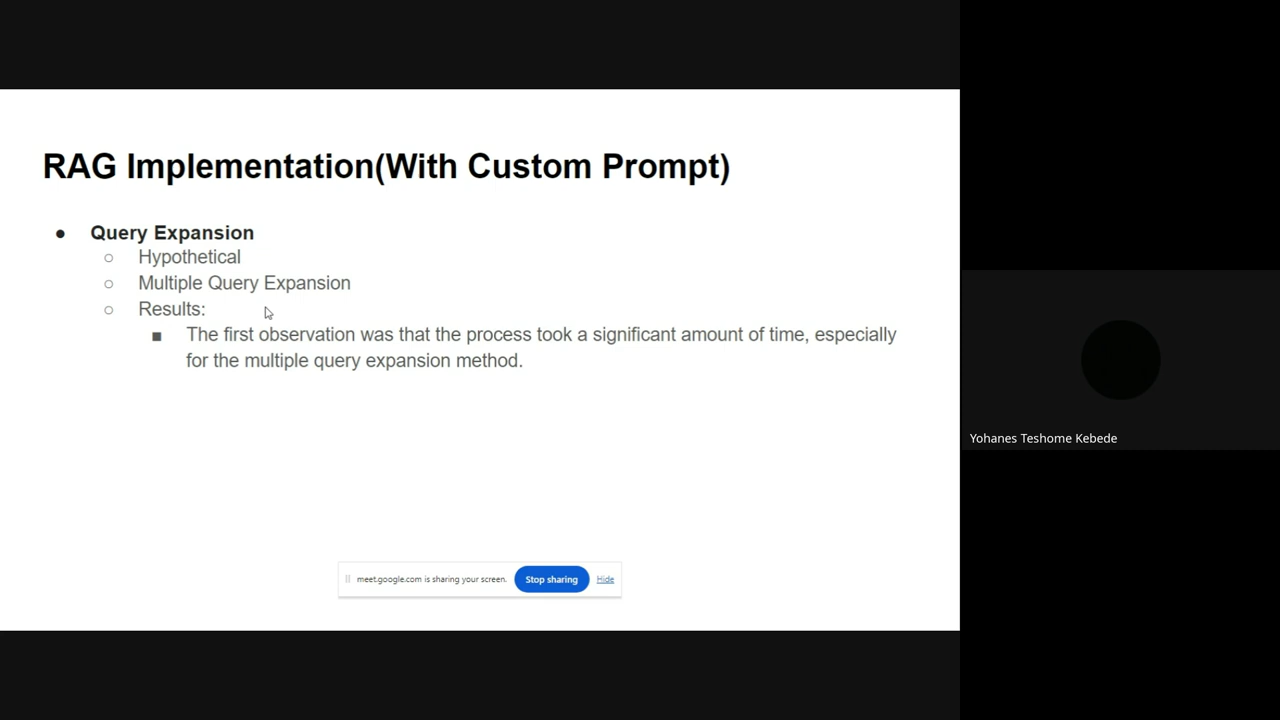 RAG Implementation(With Custom Prompt)
● Query Expansion
○ Hypothetical
○ Multiple Query Expansion
○ Results:
■ The first observation was that the process took a significant amount of time, especially
for the multiple query expansion method.
Yohanes Teshome Kebede
meet.google.com is sharing your screen. Stop sharing Hide